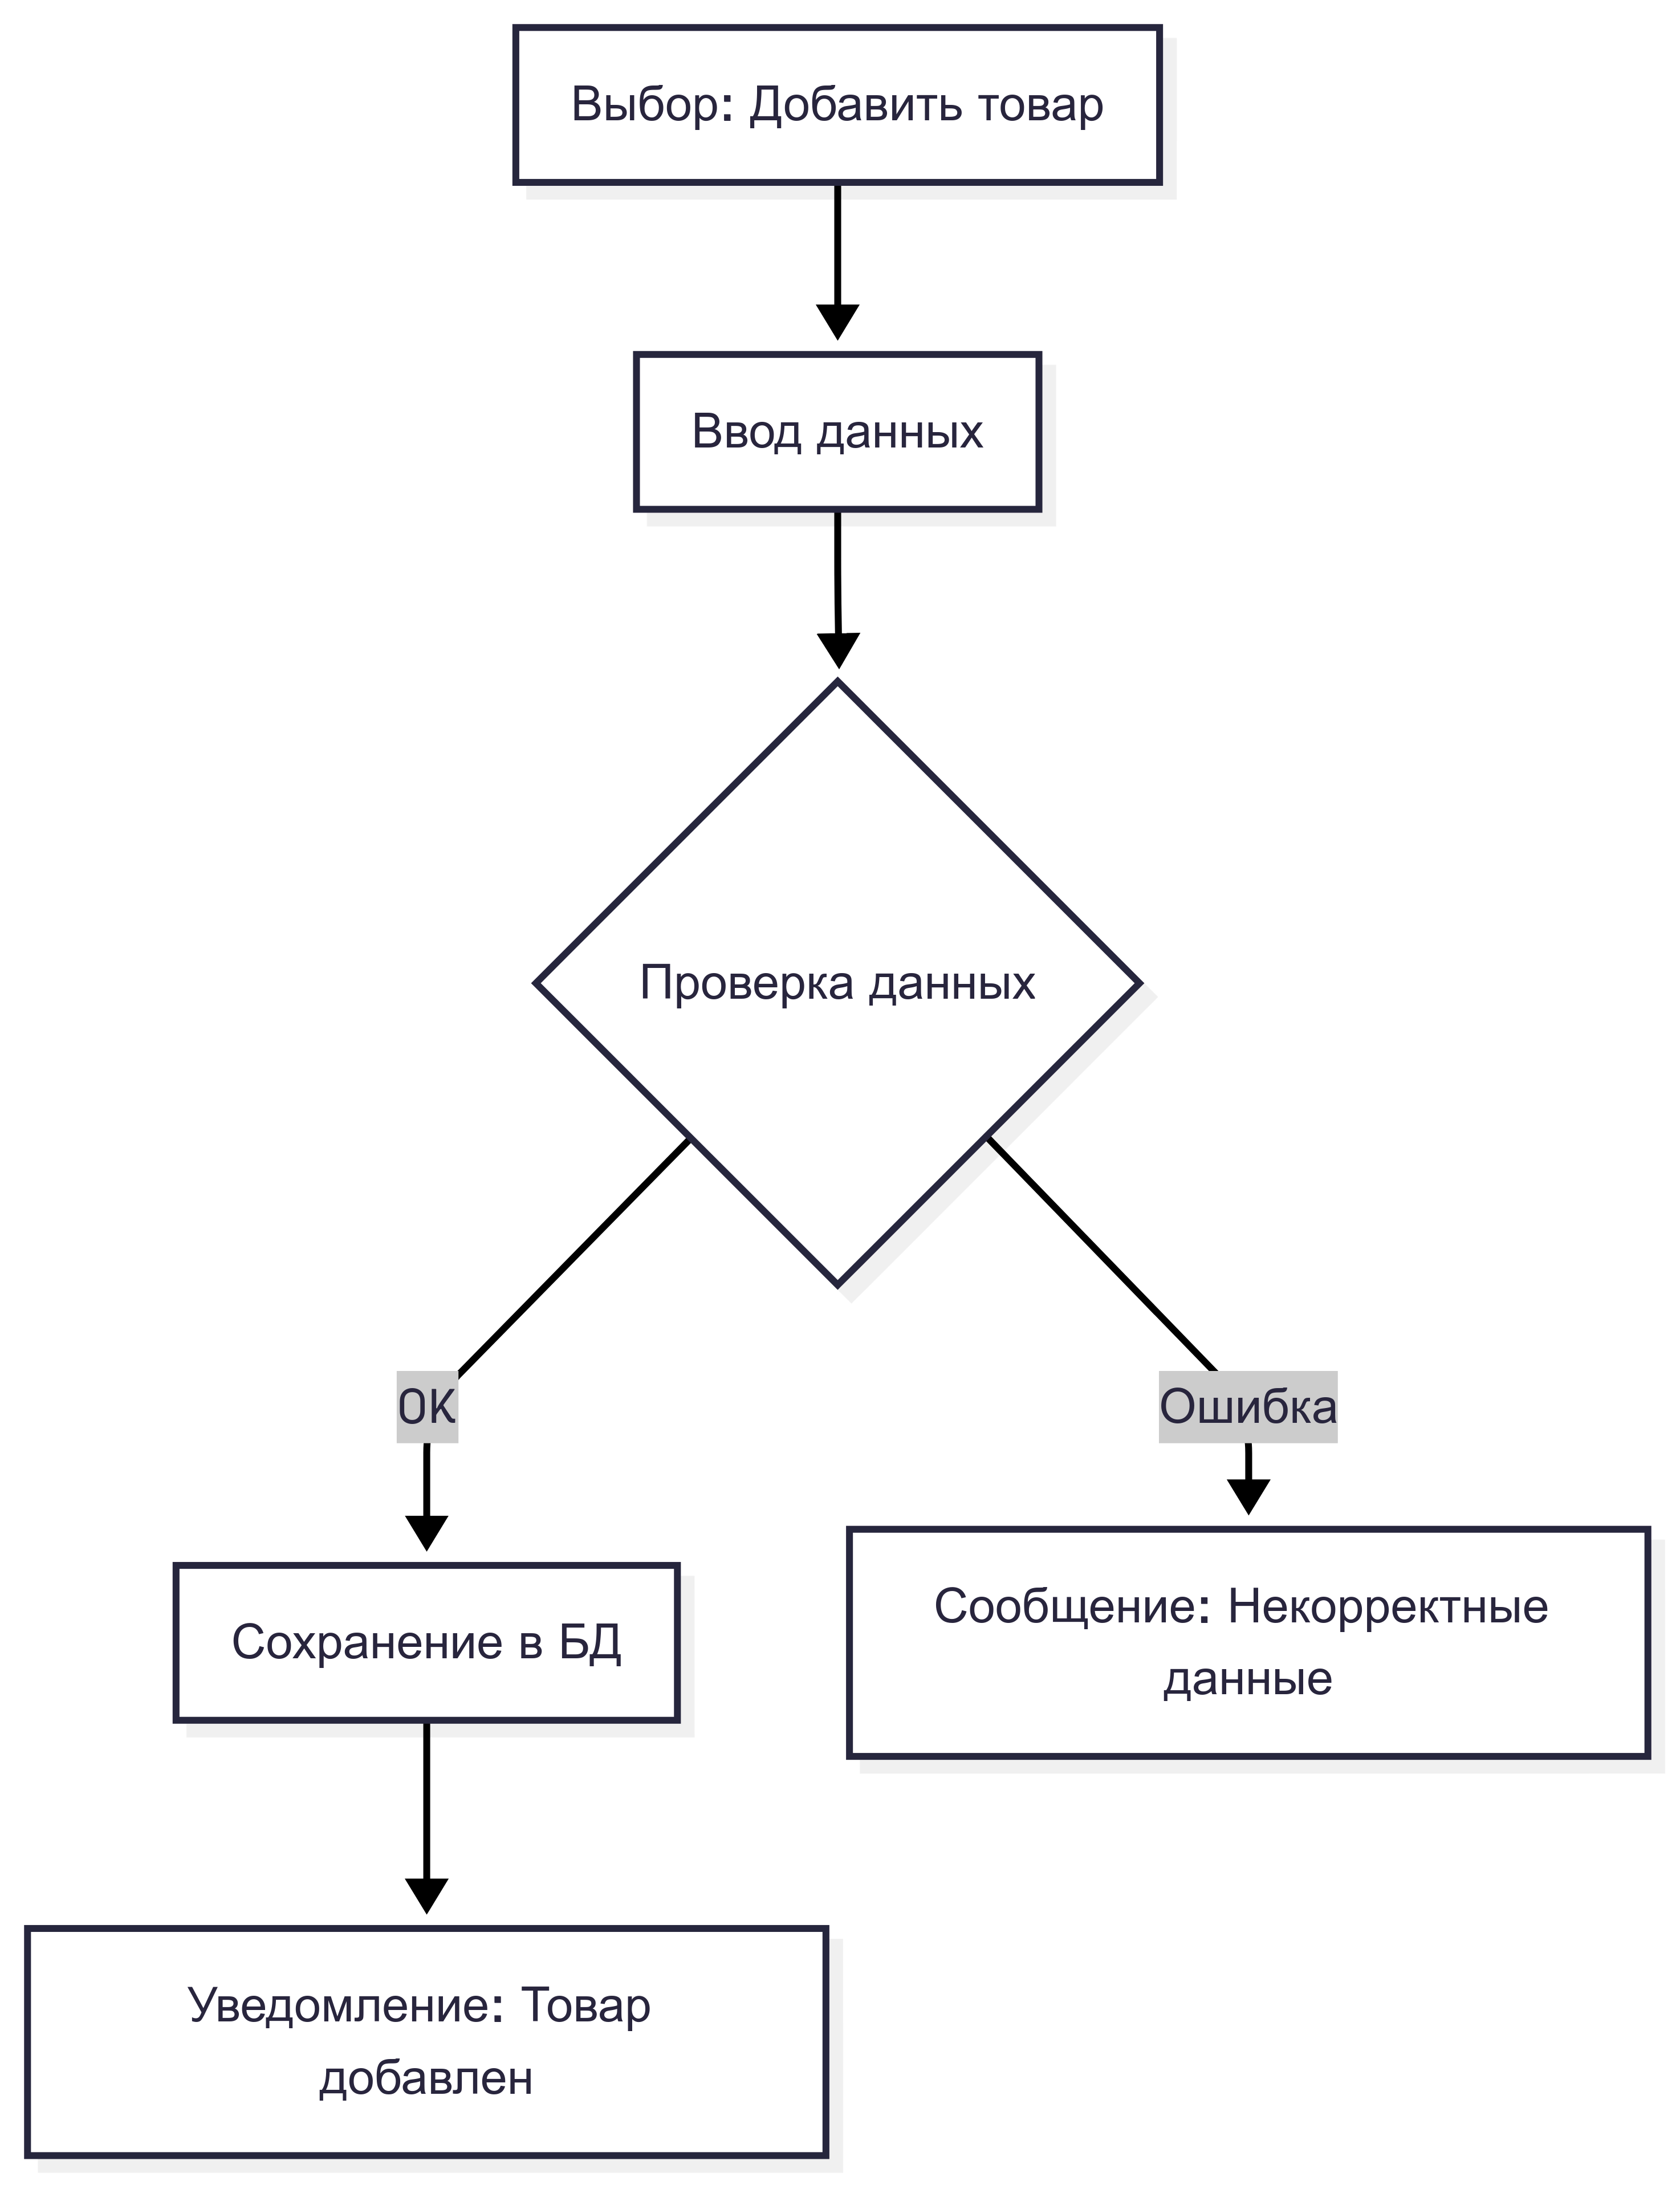 Выбор: Добавить товар
Ввод данных
Проверка данных
OK
Ошибка
Сообщение: Некорректные
данные
Сохранение в БД
Уведомление: Товар
добавлен